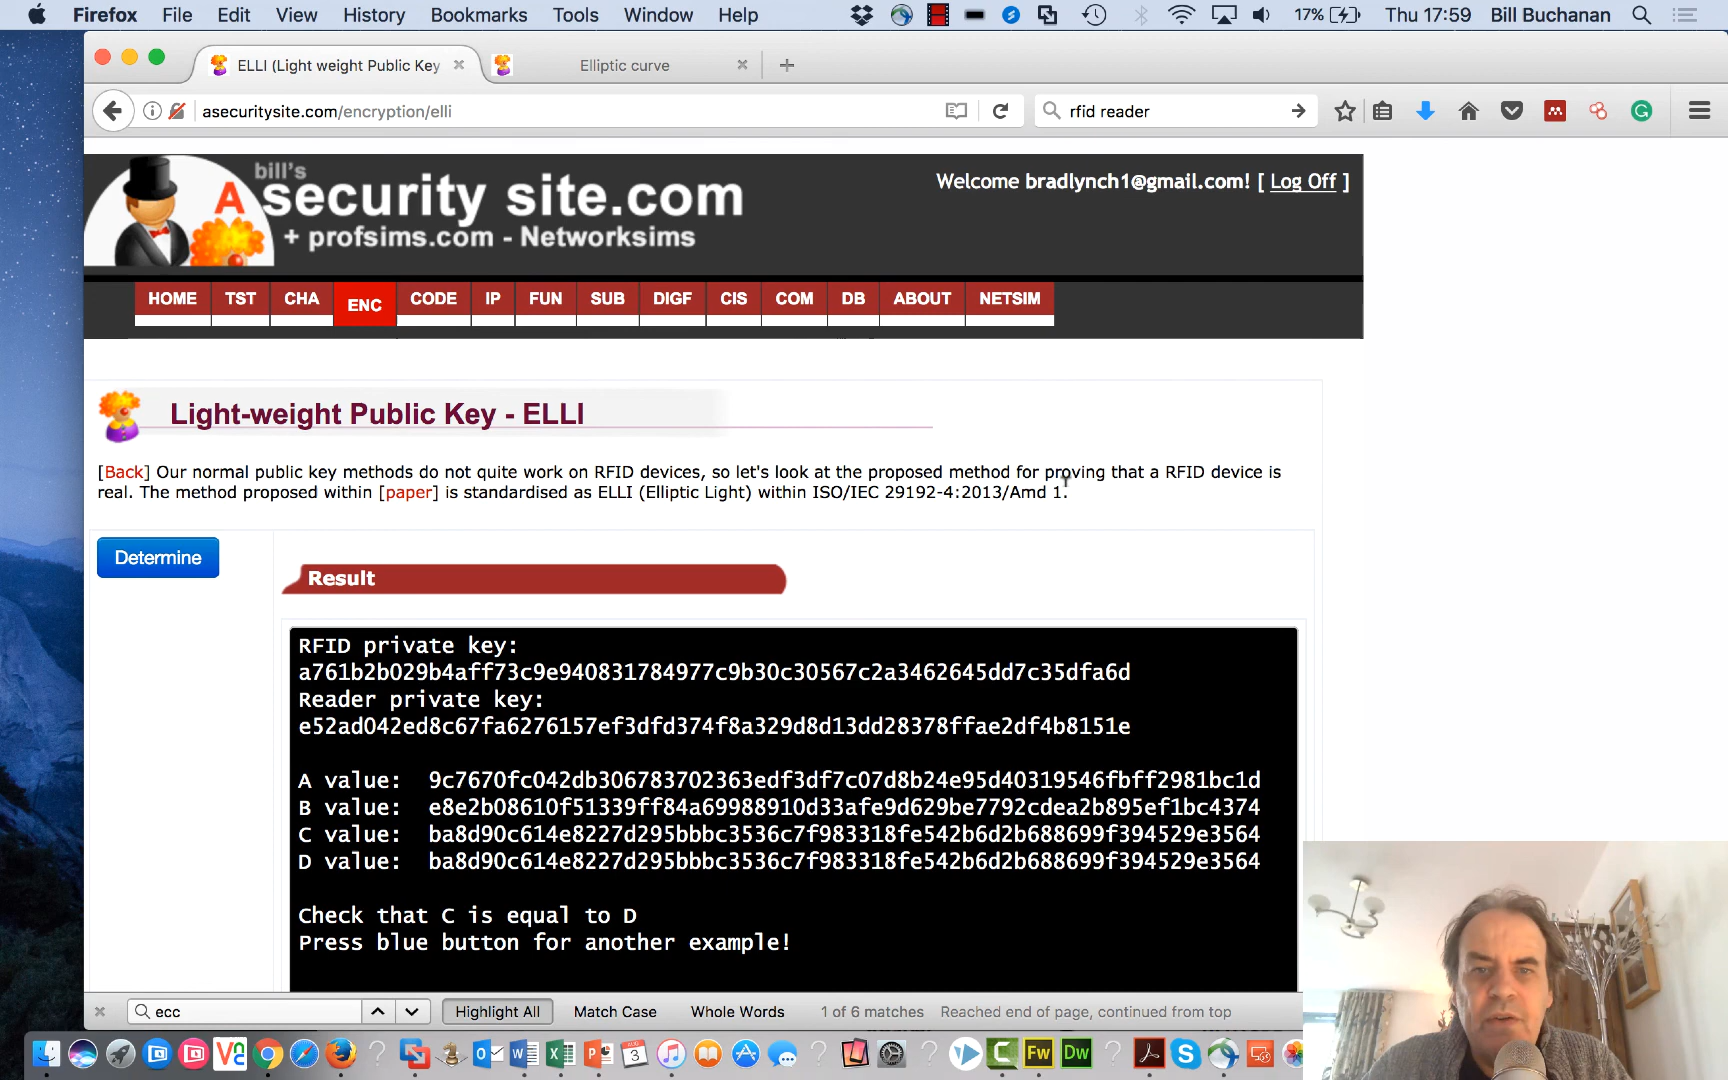 Firefox File Edit View History Bookmarks Tools Window Help 17% Thu 17:59 Bill Buchanan
ELLI (Light weight Public Key Elliptic curve
asecuritysite.com/encryption/elli rfid reader
bill's
A security site.com
+ profsims.com - Networksims
Welcome bradlynch1@gmail.com! [ Log Off ]
HOME TST CHA ENC CODE IP FUN SUB DIGF CIS COM DB ABOUT NETSIM
Light-weight Public Key - ELLI
[Back] Our normal public key methods do not quite work on RFID devices, so let's look at the proposed method for proving that a RFID device is
real. The method proposed within [paper] is standardised as ELLI (Elliptic Light) within ISO/IEC 29192-4:2013/Amd 1.
Determine
Result
RFID private key:
a761b2b029b4aff73c9e940831784977c9b30c30567c2a3462645dd7c35dfa6d
Reader private key:
e52ad042ed8c67fa6276157ef3dfd374f8a329d8d13dd28378ffae2df4b8151e
A value: 9c7670fc042db306783702363edf3df7c07d8b24e95d40319546fbff2981bc1d
B value: e8e2b08610f51339ff84a69988910d33afe9d629be7792cdea2b895ef1bc4374
C value: ba8d90c614e8227d295bbbc3536c7f983318fe542b6d2b688699f394529e3564
D value: ba8d90c614e8227d295bbbc3536c7f983318fe542b6d2b688699f394529e3564
Check that C is equal to D
Press blue button for another example!
ecc Highlight All Match Case Whole Words 1 of 6 matches Reached end of page, continued from top
3 Fw Dw